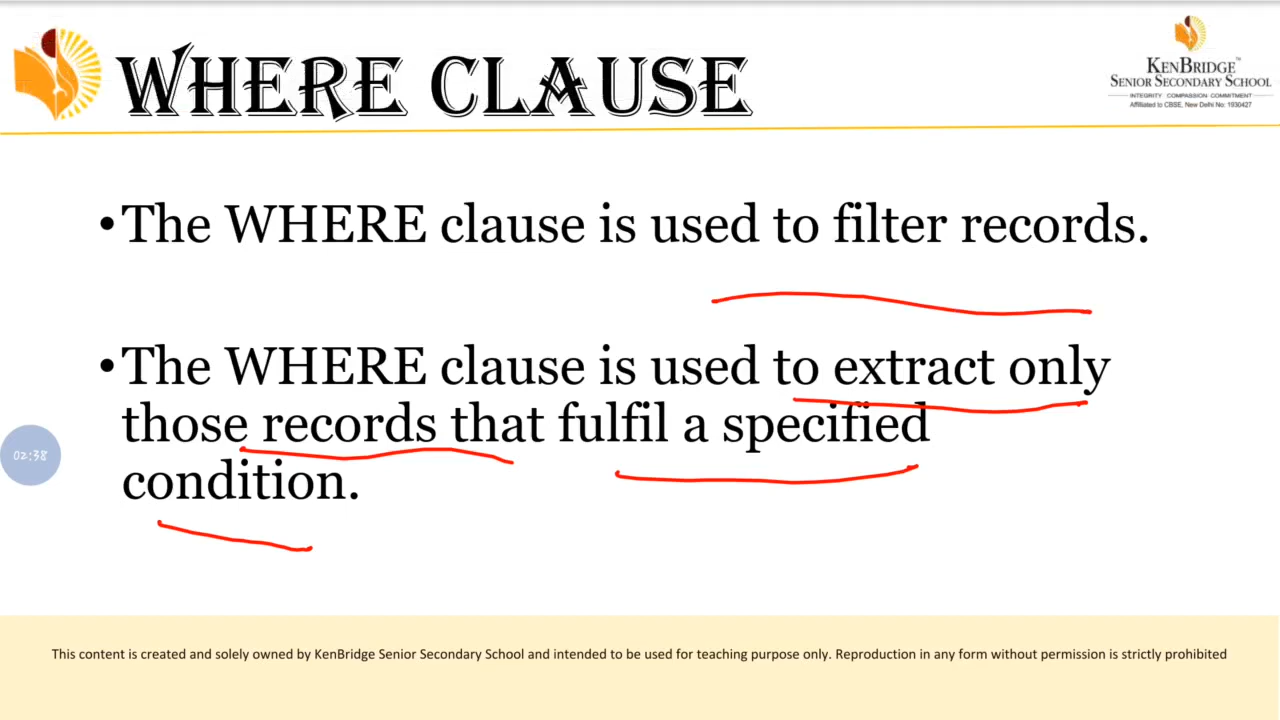 WHERE CLAUSE
KENBRIDGE™
SENIOR SECONDARY SCHOOL
INTEGRITY COMPASSION COMMITMENT
Affiliated to CBSE, New Delhi No: 1930427
•The WHERE clause is used to filter records.
•The WHERE clause is used to extract only
those records that fulfil a specified
condition.
02:38
This content is created and solely owned by KenBridge Senior Secondary School and intended to be used for teaching purpose only. Reproduction in any form without permission is strictly prohibited